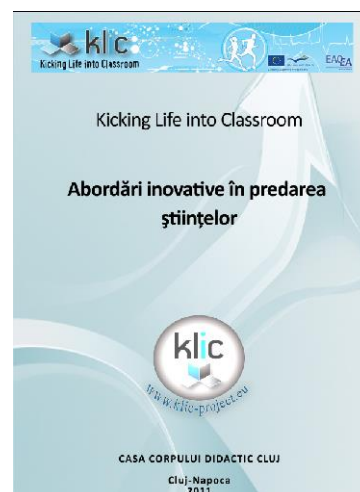 klic
Kicking Life into Classroom
EACEA
Kicking Life into Classroom
Abordări inovative în predarea
științelor
klic
www.klic-project.eu
CASA CORPULUI DIDACTIC CLUJ
Cluj-Napoca
2011